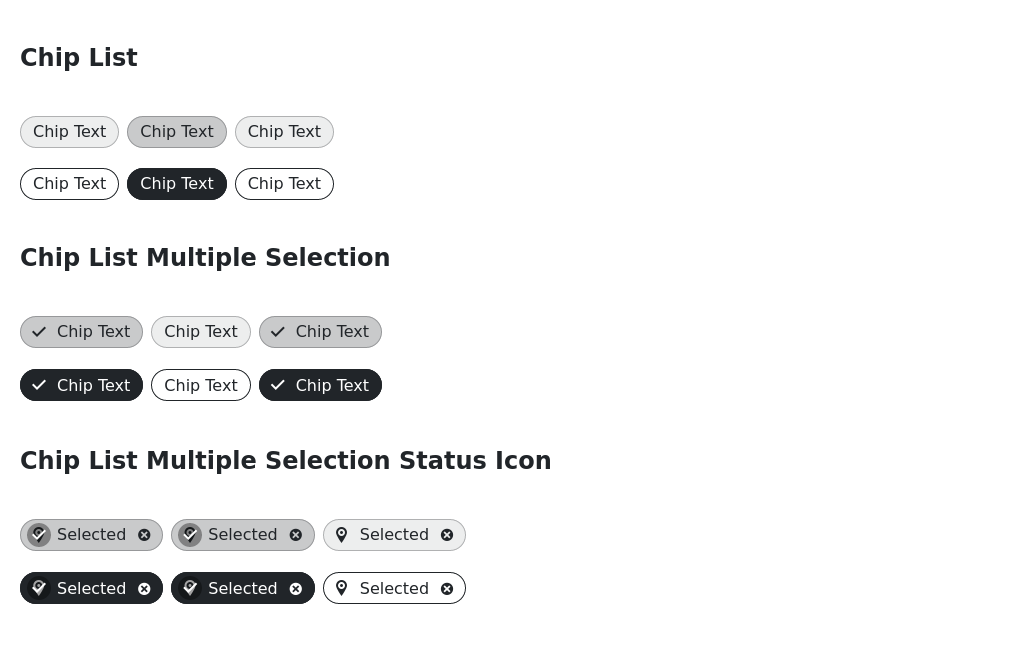 Chip List
Chip Text Chip Text Chip Text
Chip Text Chip Text Chip Text
Chip List Multiple Selection
Chip Text Chip Text Chip Text
Chip Text Chip Text Chip Text
Chip List Multiple Selection Status Icon
Selected Selected Selected
Selected Selected Selected